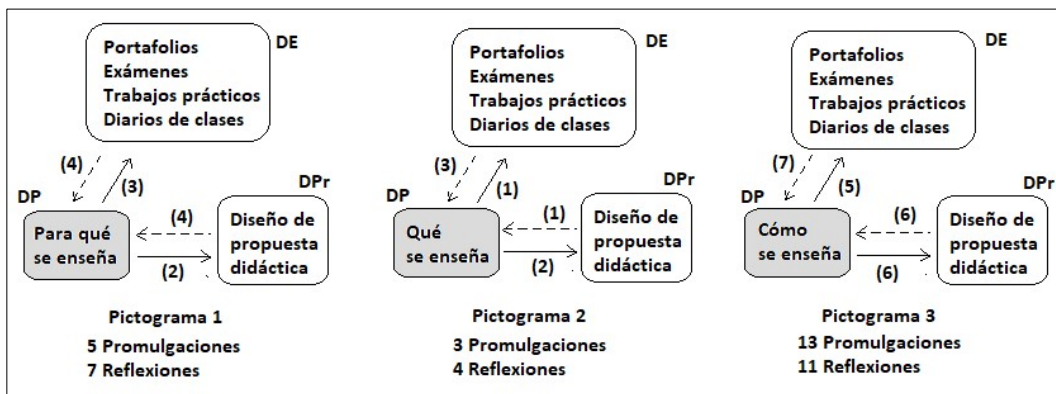 DE
Portafolios
Exámenes
Trabajos prácticos
Diarios de clases
(4)
(3)
DP
DPr
Para qué
se enseña
(4)
(2)
Diseño de
propuesta
didáctica
Pictograma 1
5 Promulgaciones
7 Reflexiones
DE
Portafolios
Exámenes
Trabajos prácticos
Diarios de clases
(3)
(1)
DP
DPr
Qué
se enseña
(1)
(2)
Diseño de
propuesta
didáctica
Pictograma 2
3 Promulgaciones
4 Reflexiones
DE
Portafolios
Exámenes
Trabajos prácticos
Diarios de clases
(7)
(5)
DP
DPr
Cómo
se enseña
(6)
(6)
Diseño de
propuesta
didáctica
Pictograma 3
13 Promulgaciones
11 Reflexiones